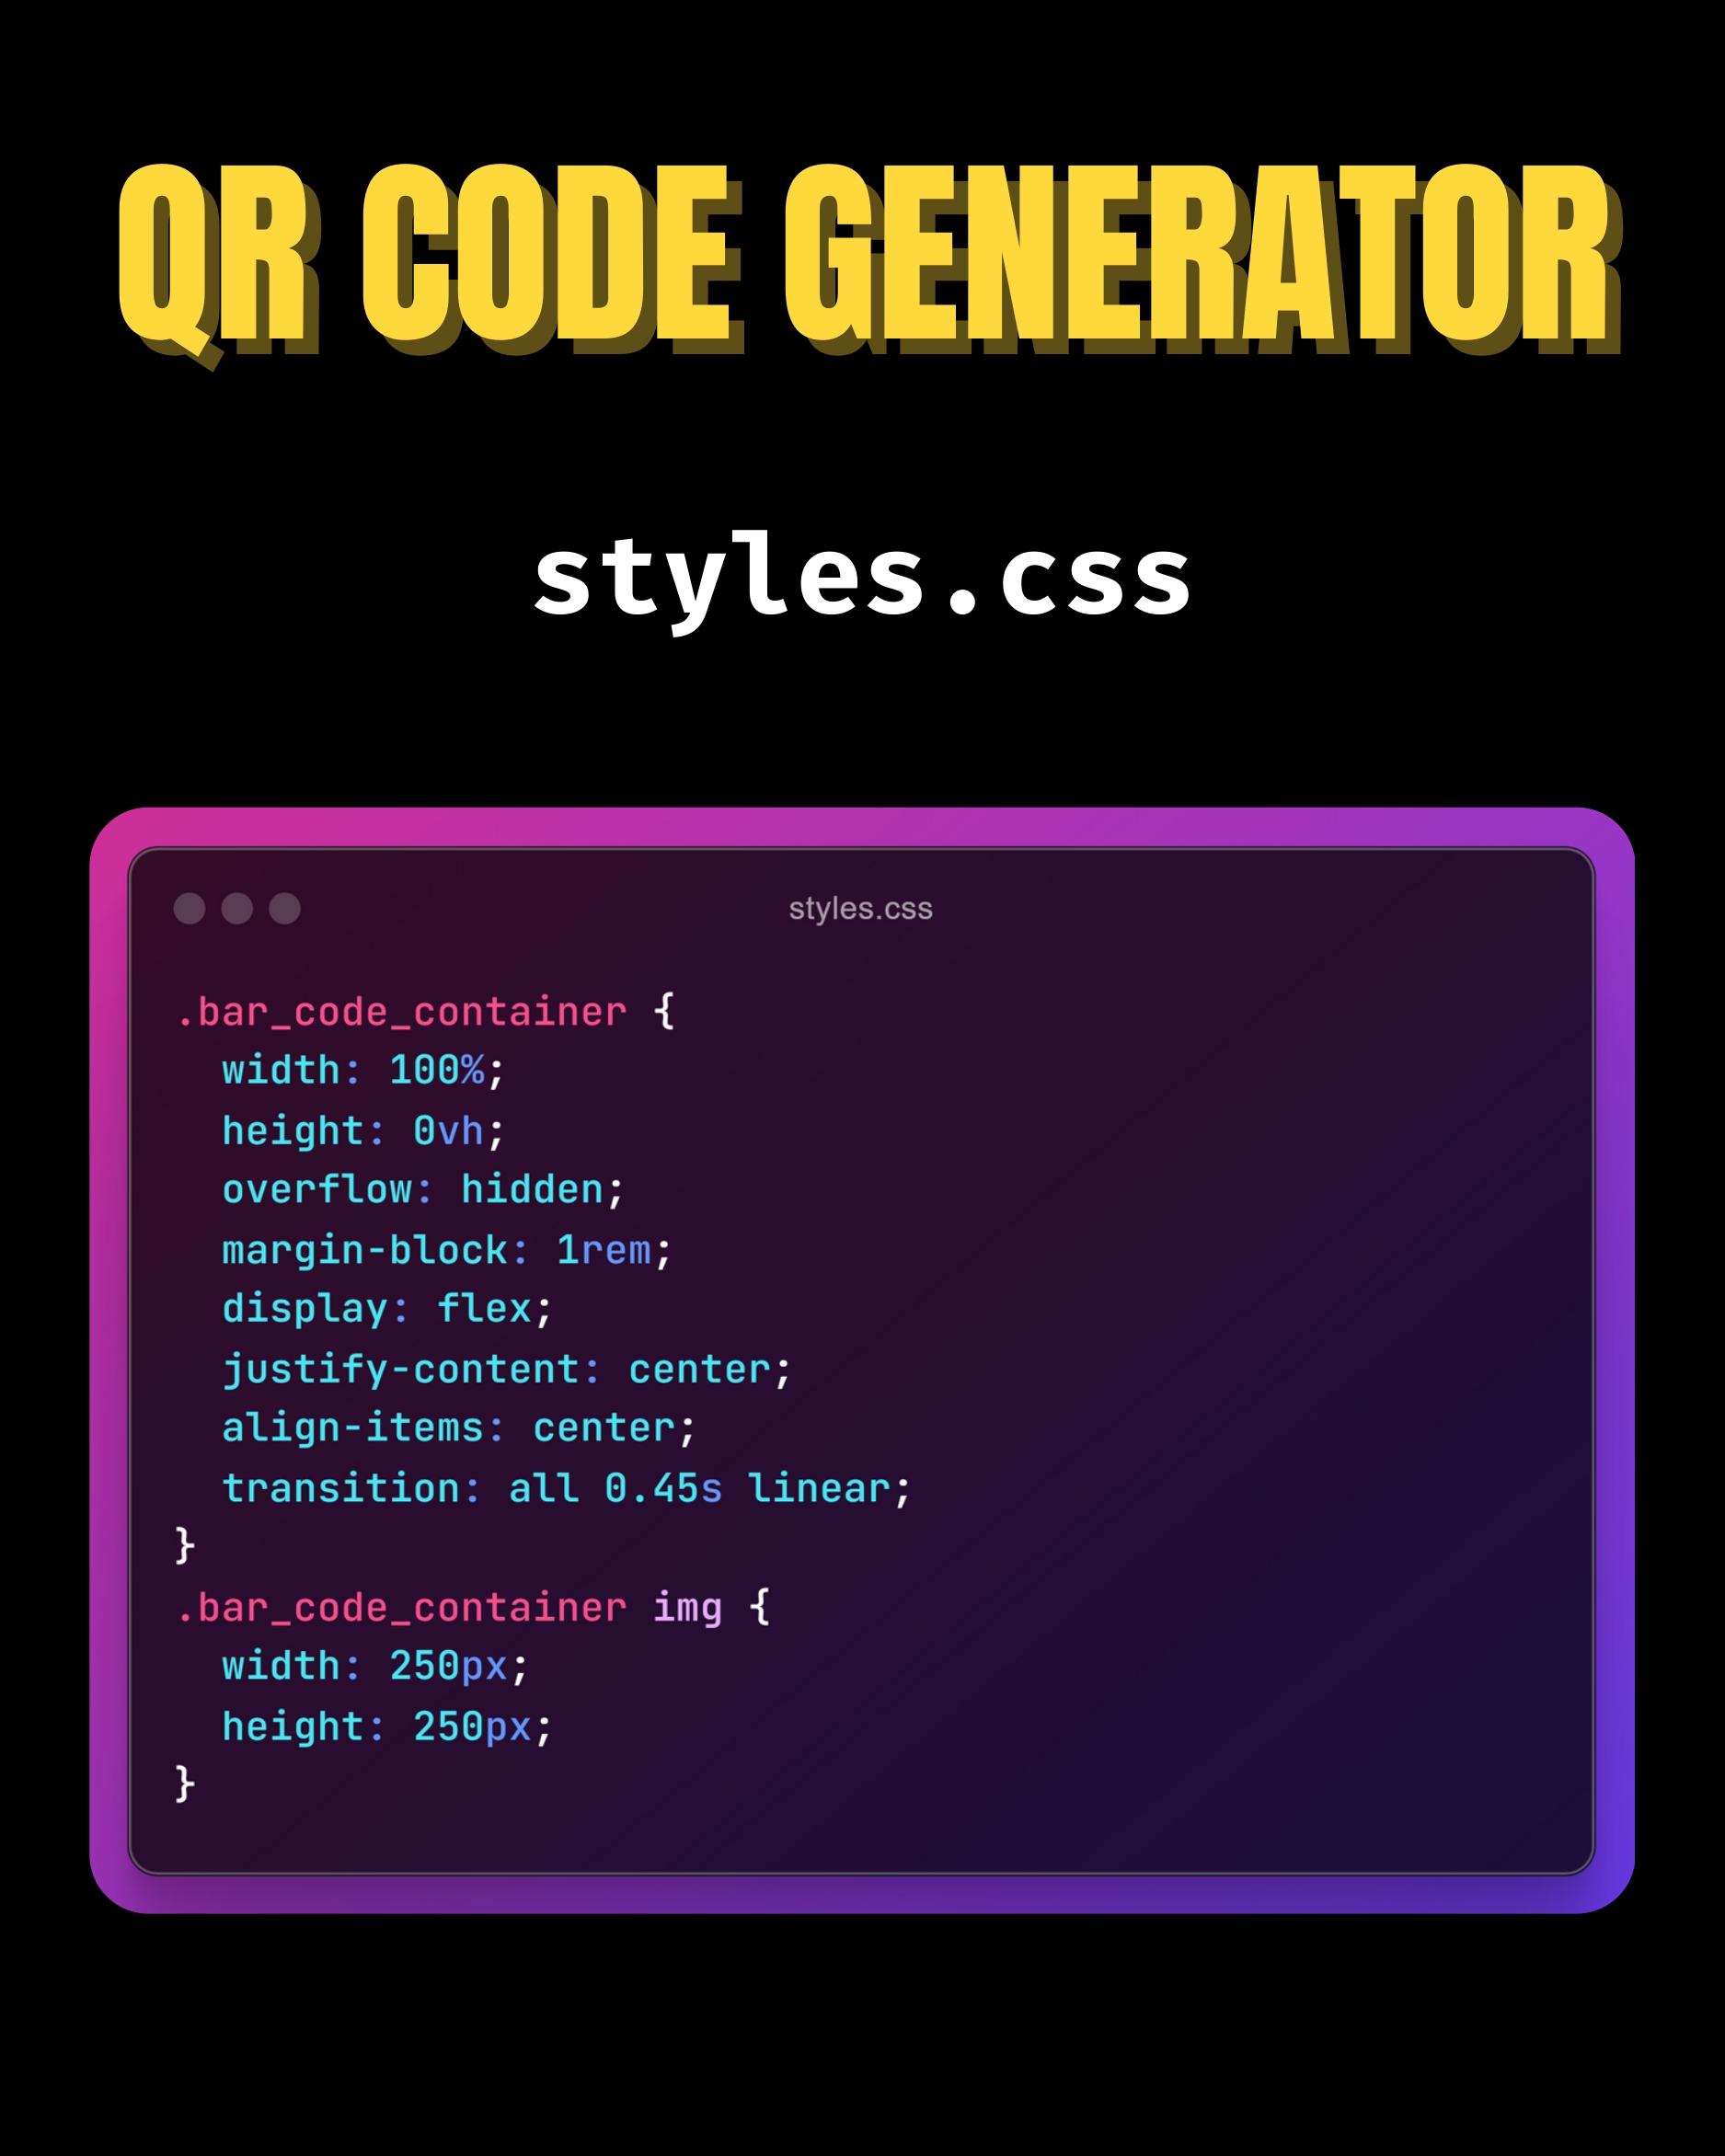 QR CODE GENERATOR
styles.css
styles.css
.bar_code_container {
  width: 100%;
  height: 0vh;
  overflow: hidden;
  margin-block: 1rem;
  display: flex;
  justify-content: center;
  align-items: center;
  transition: all 0.45s linear;
}
.bar_code_container img {
  width: 250px;
  height: 250px;
}